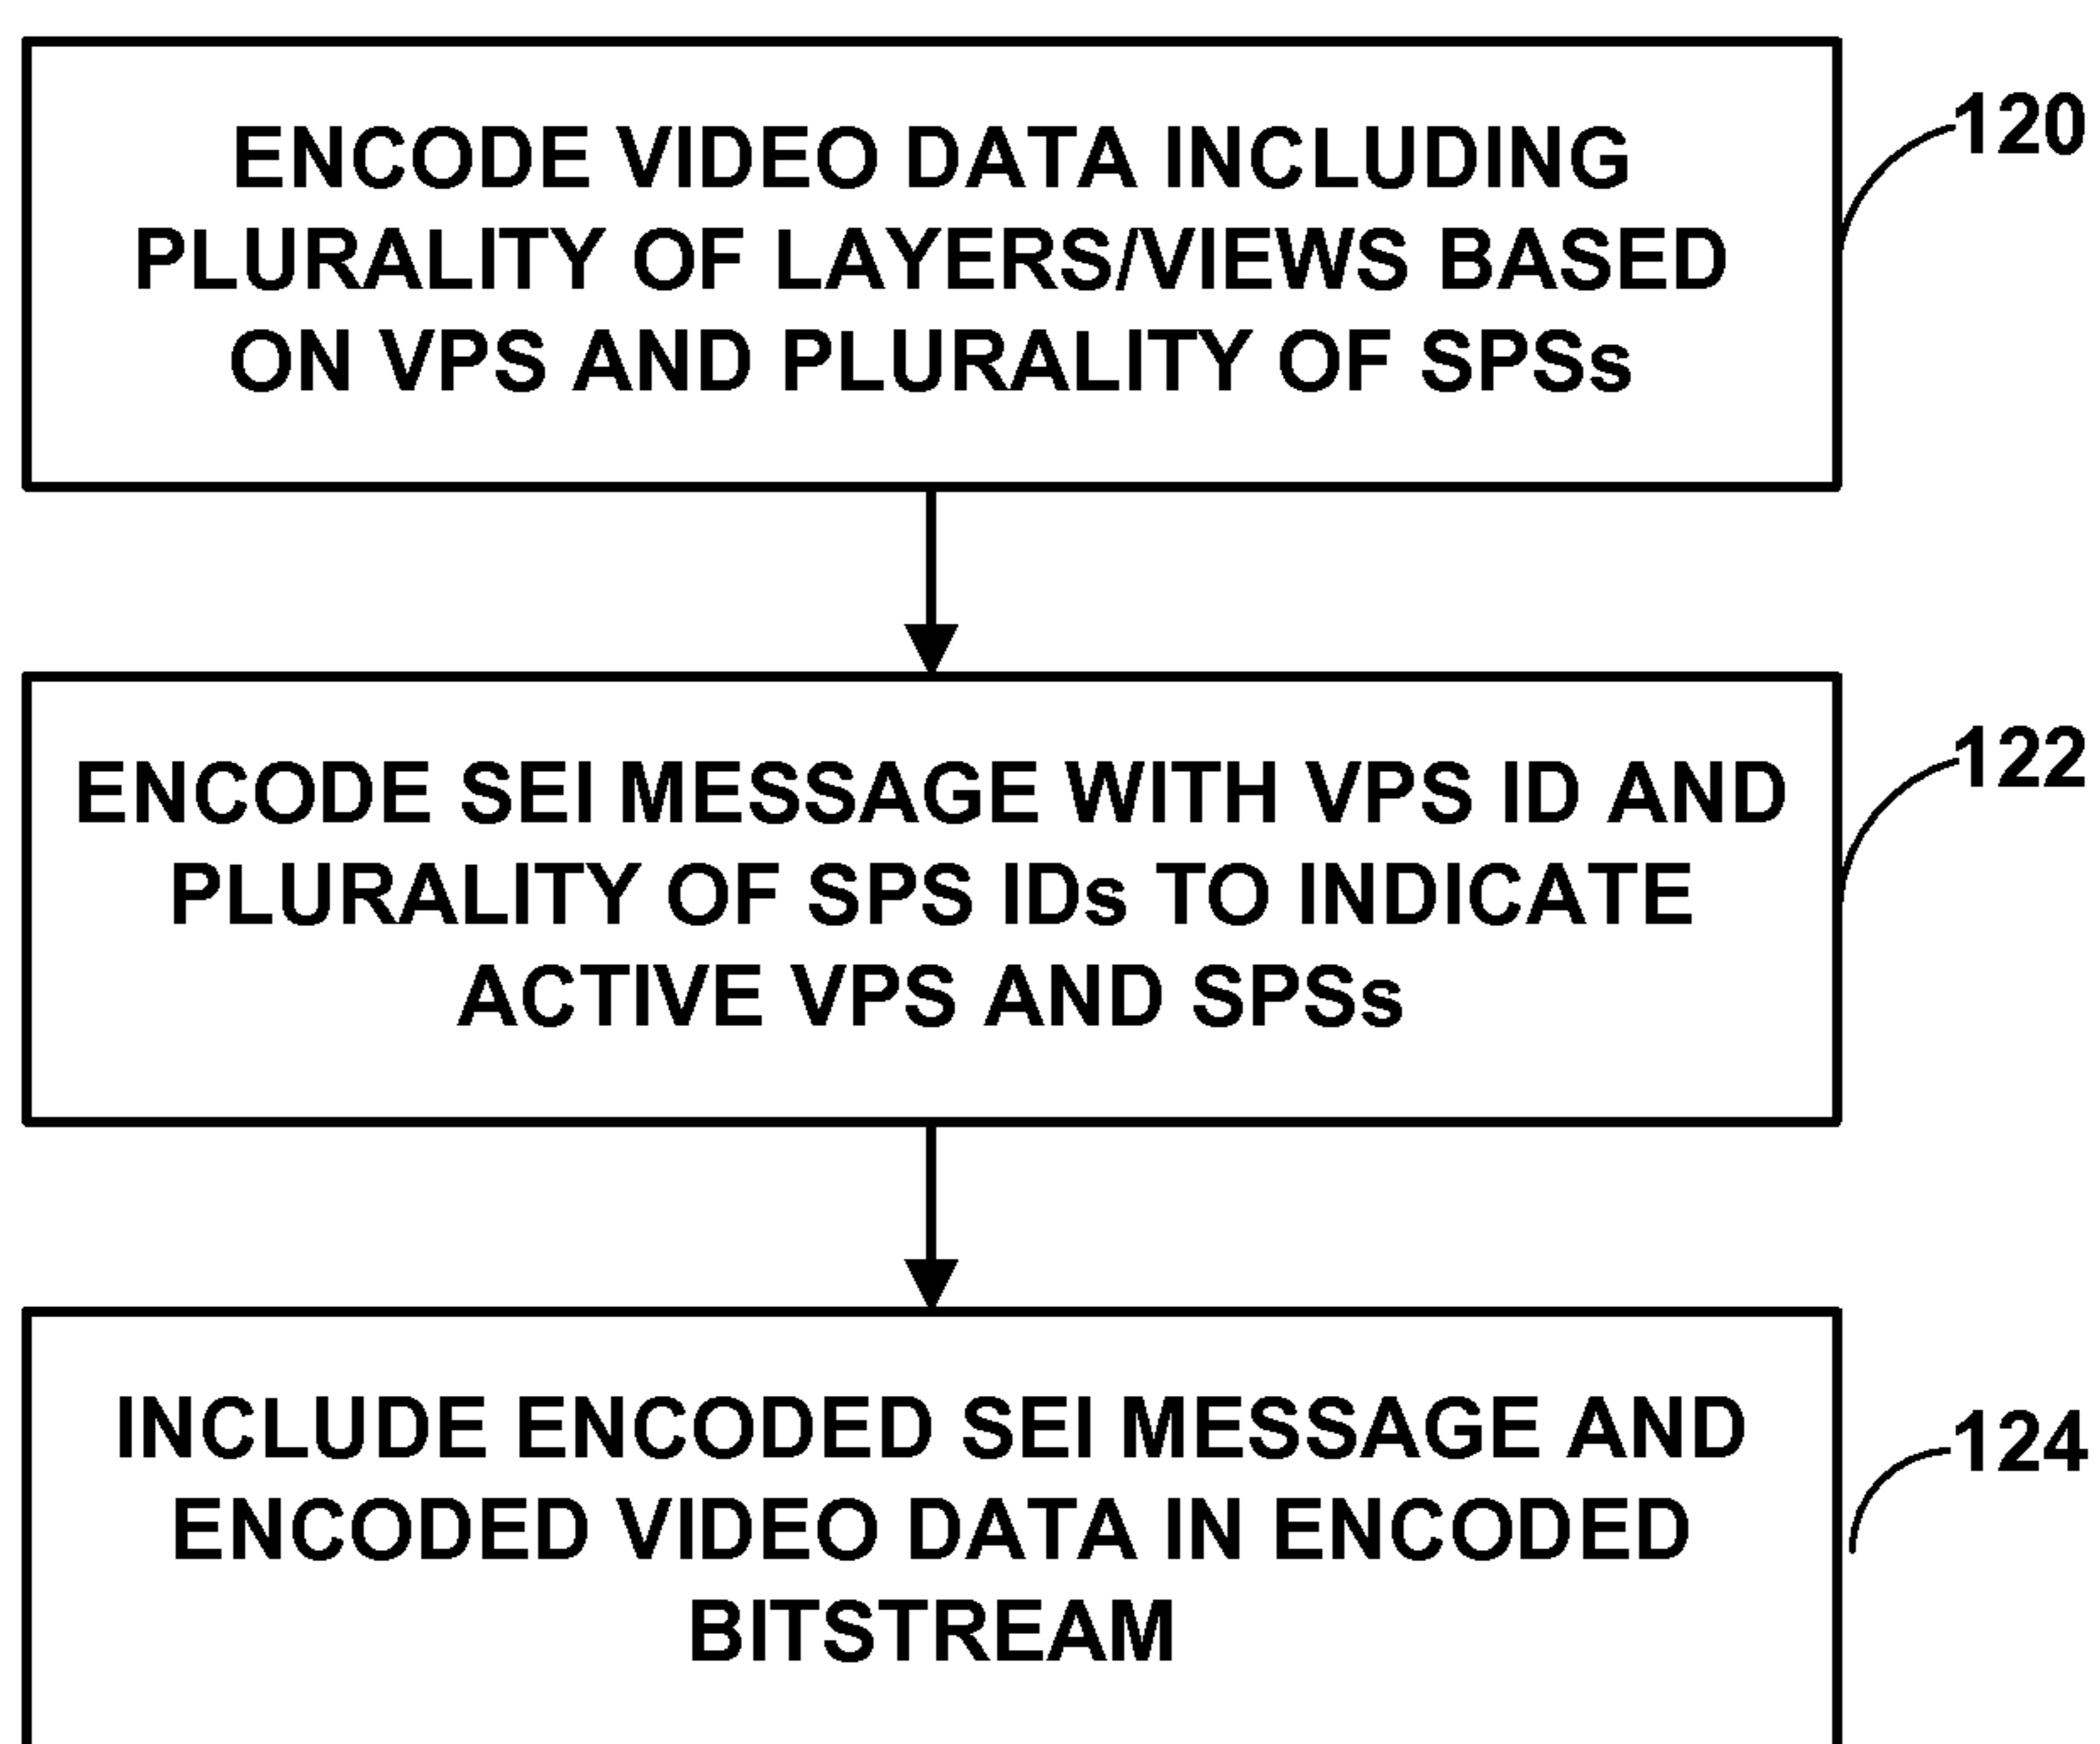 ENCODE VIDEO DATA INCLUDING
PLURALITY OF LAYERS/VIEWS BASED
ON VPS AND PLURALITY OF SPSs
120
ENCODE SEI MESSAGE WITH VPS ID AND
PLURALITY OF SPS IDs TO INDICATE
ACTIVE VPS AND SPSs
122
INCLUDE ENCODED SEI MESSAGE AND
ENCODED VIDEO DATA IN ENCODED
BITSTREAM
124